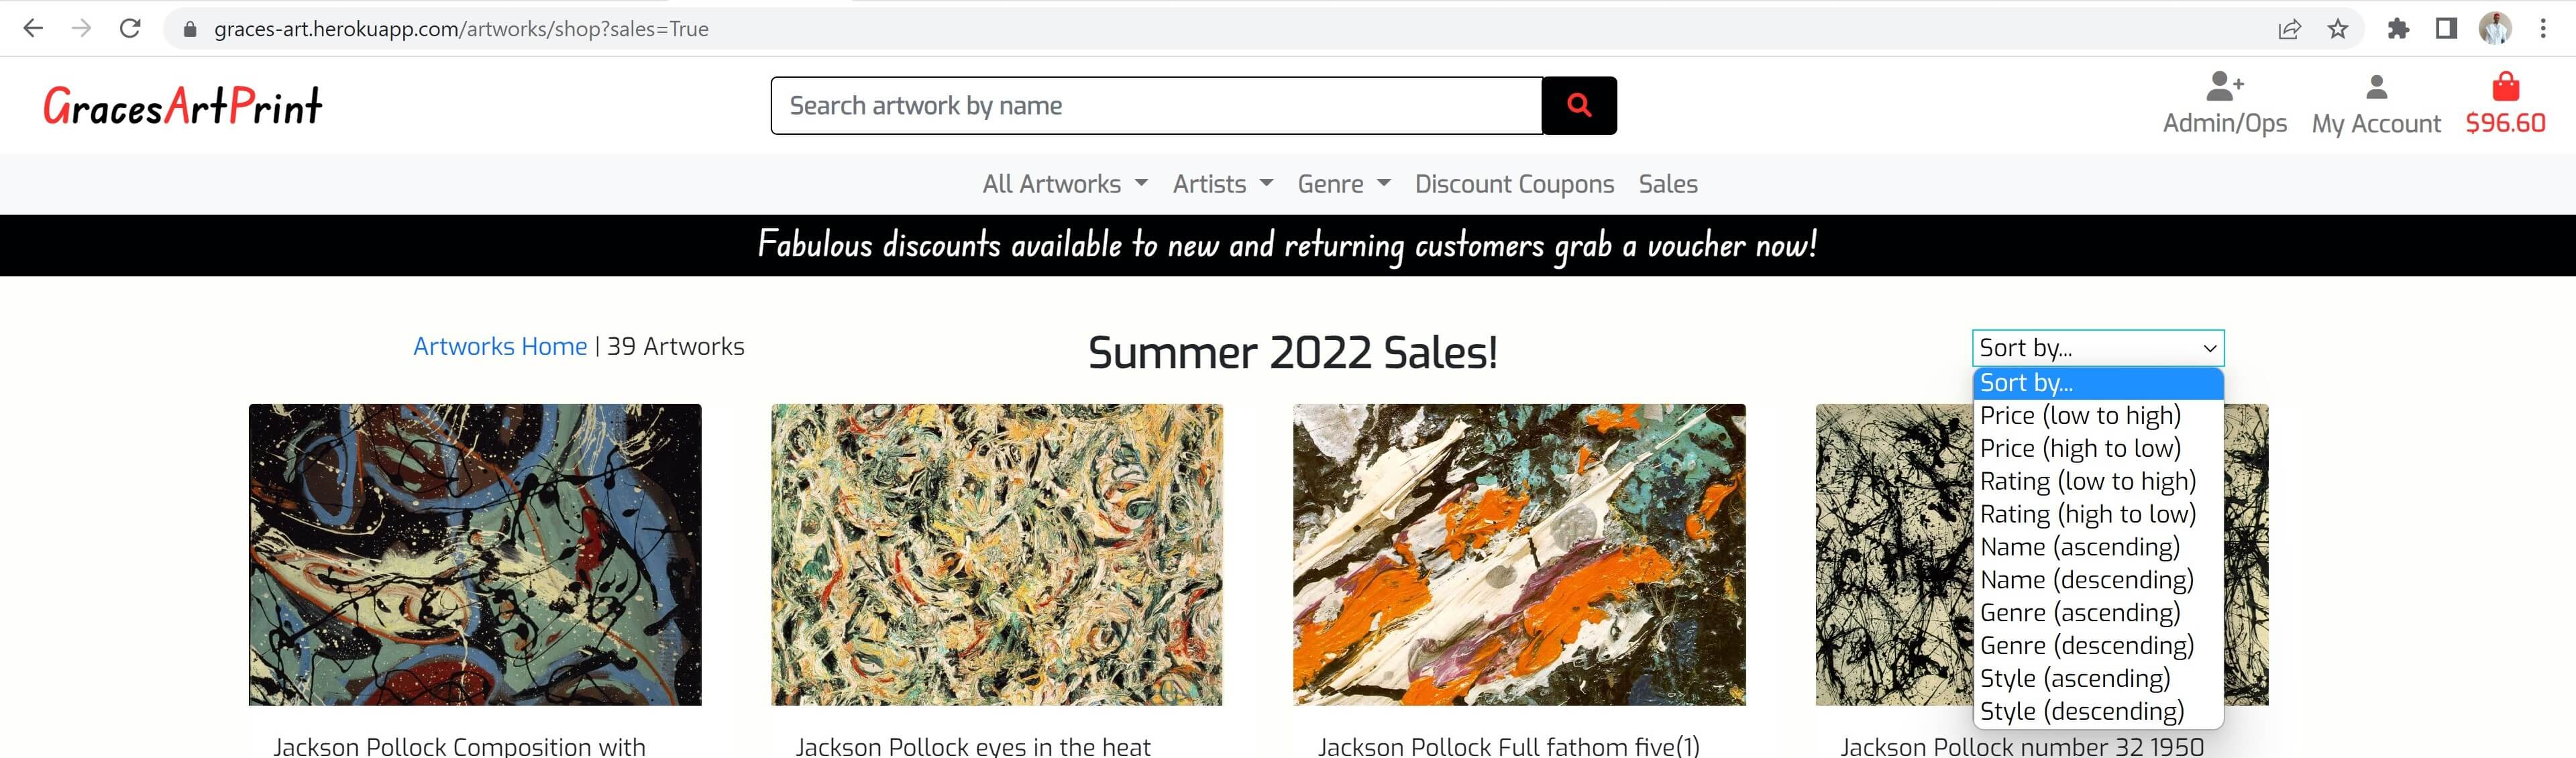 graces-art.herokuapp.com/artworks/shop?sales=True
GracesArtPrint
Search artwork by name
Admin/Ops
My Account
$96.60
All Artworks Artists Genre Discount Coupons Sales
Fabulous discounts available to new and returning customers grab a voucher now!
Artworks Home | 39 Artworks
Summer 2022 Sales!
Sort by...
Sort by...
Price (low to high)
Price (high to low)
Rating (low to high)
Rating (high to low)
Name (ascending)
Name (descending)
Genre (ascending)
Genre (descending)
Style (ascending)
Style (descending)
Jackson Pollock Composition with
Jackson Pollock eyes in the heat
Jackson Pollock Full fathom five(1)
Jackson Pollock number 32 1950